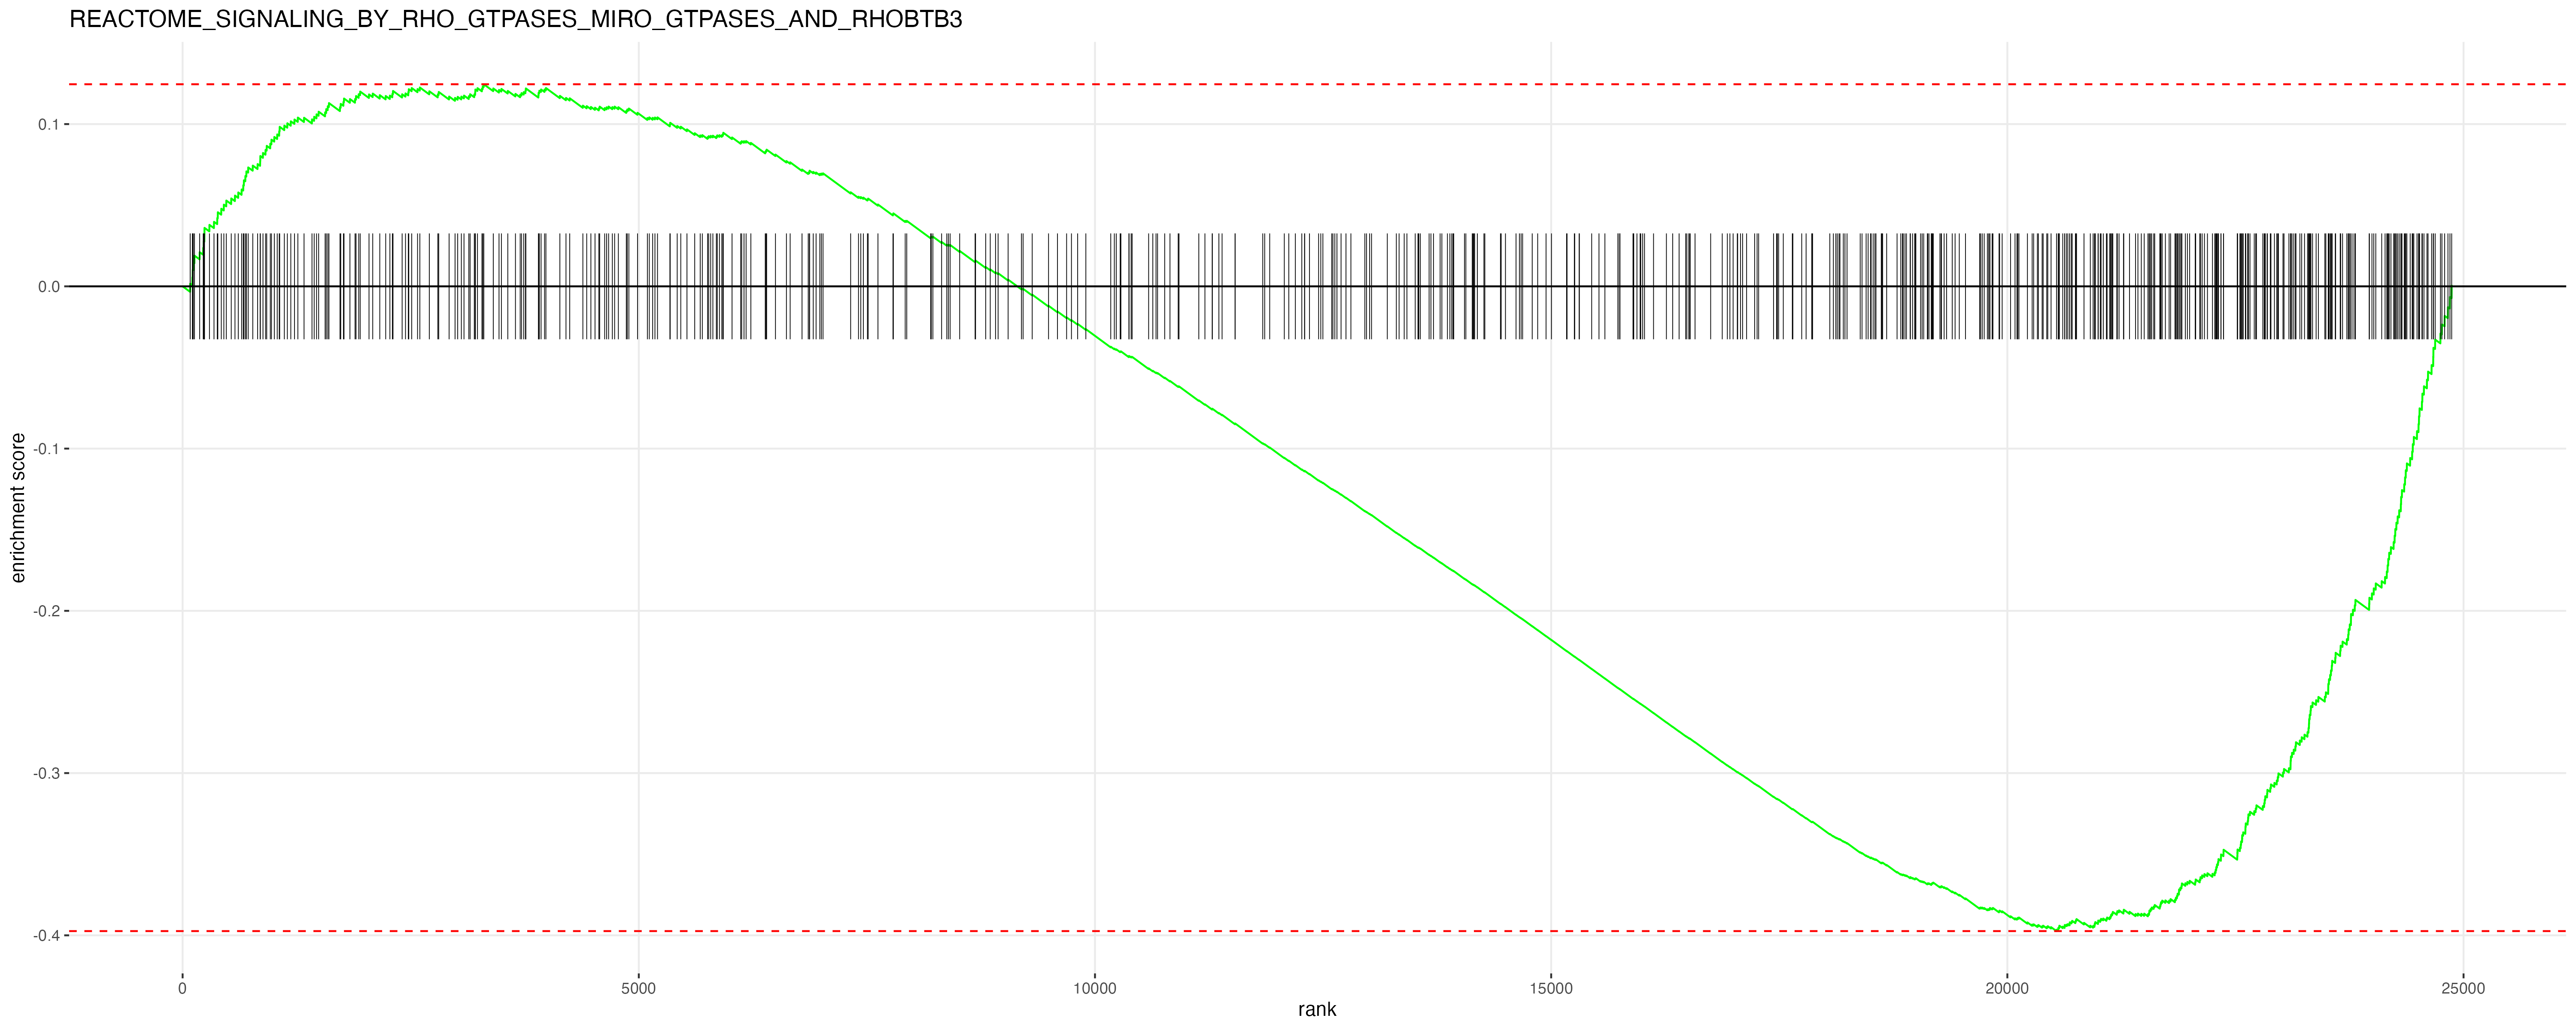 REACTOME_SIGNALING_BY_RHO_GTPASES_MIRO_GTPASES_AND_RHOBTB3
0.1
0.0
-0.1
-0.2
-0.3
-0.4
enrichment score
0 5000 10000 15000 20000 25000
rank